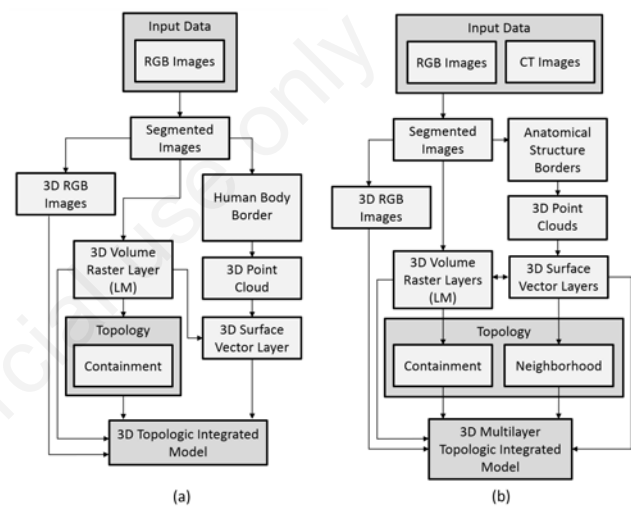 Input Data
RGB Images
Segmented
Images
3D RGB
Images
Human Body
Border
3D Volume
Raster Layer
(LM)
3D Point
Cloud
Topology
Containment
3D Surface
Vector Layer
3D Topologic Integrated
Model
(a)
Input Data
RGB Images
CT Images
Segmented
Images
Anatomical
Structure
Borders
3D RGB
Images
3D Point
Clouds
3D Volume
Raster Layers
(LM)
3D Surface
Vector Layers
Topology
Containment
Neighborhood
3D Multilayer
Topologic Integrated
Model
(b)
rcial use only